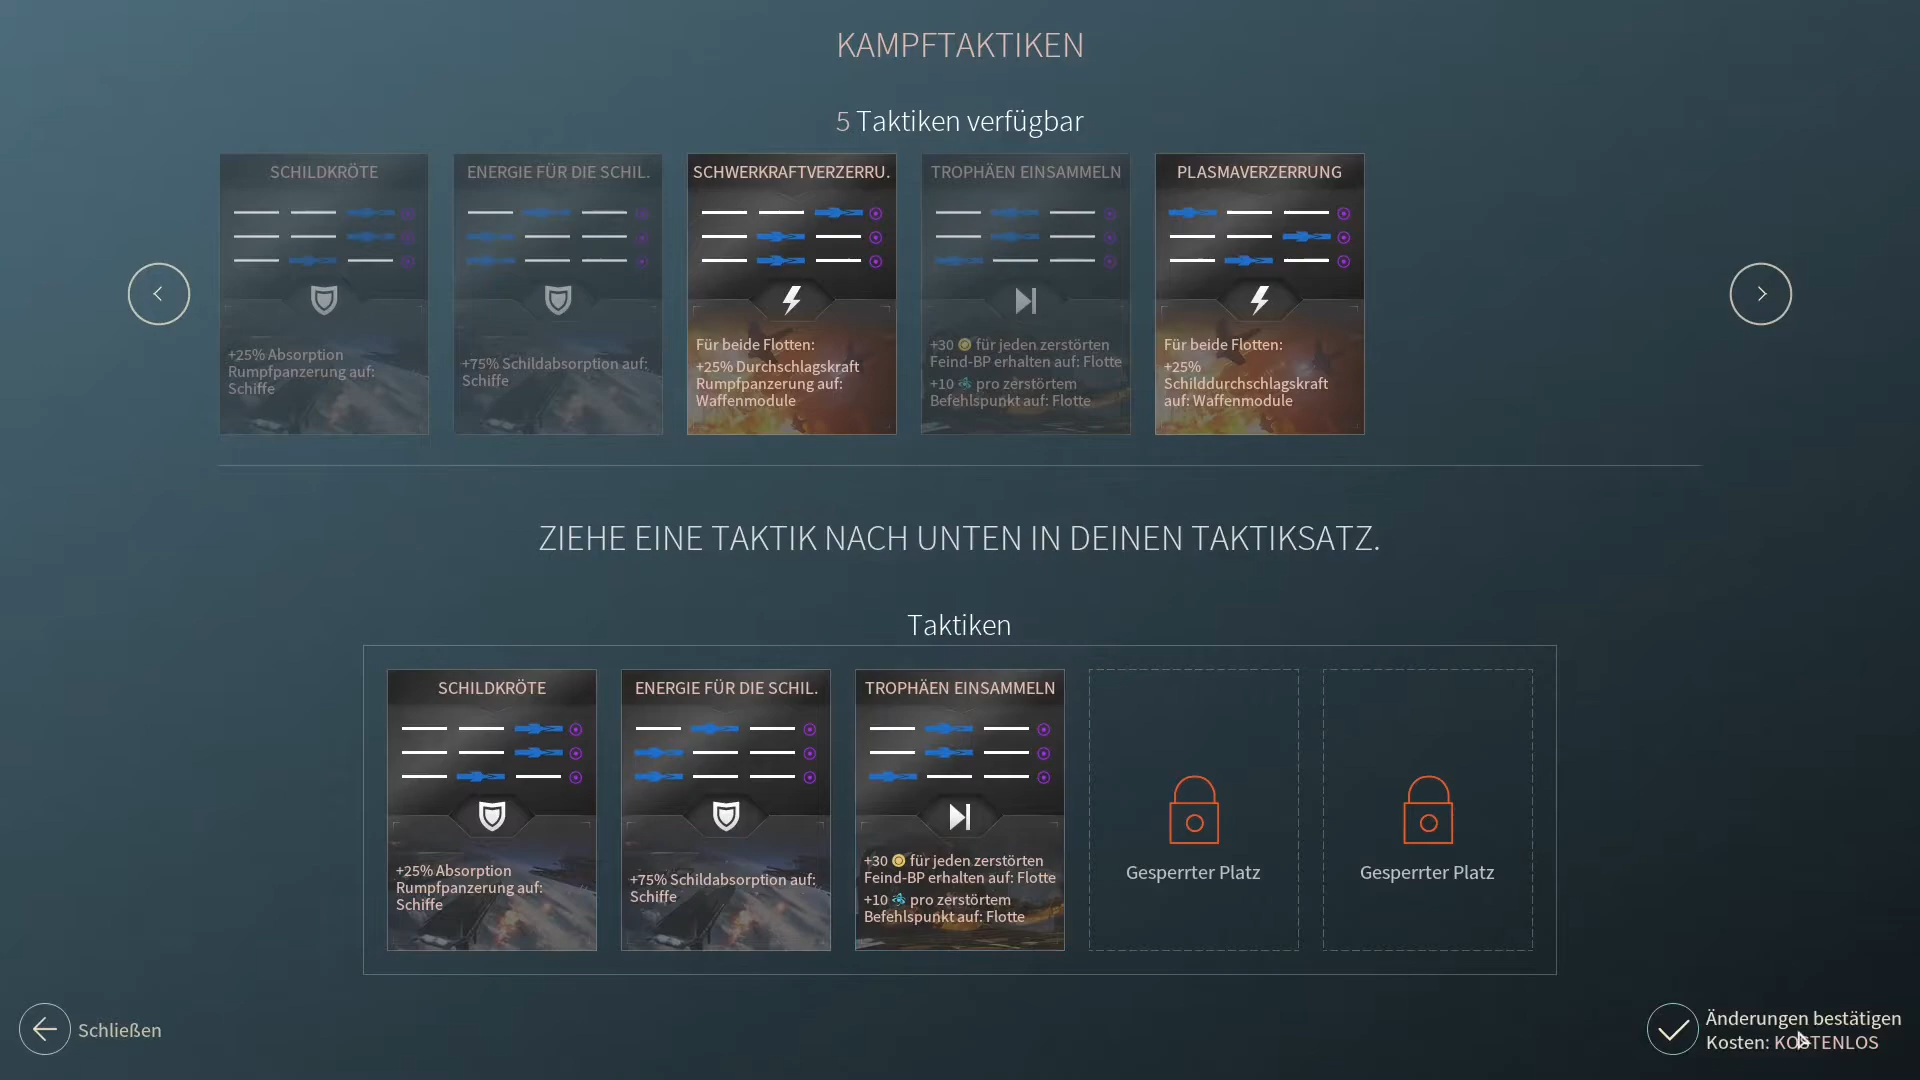 KAMPFTAKTIKEN
5 Taktiken verfügbar
SCHILDKRÖTE
+25% Absorption
Rumpfpanzerung auf:
Schiffe
ENERGIE FÜR DIE SCHIL.
+75% Schildabsorption auf:
Schiffe
SCHWERKRAFTVERZERRU.
Für beide Flotten:
+25% Durchschlagskraft
Rumpfpanzerung auf:
Waffenmodule
TROPHÄEN EINSAMMELN
+30 für jeden zerstörten
Feind-BP erhalten auf: Flotte
+10 pro zerstörtem
Befehlspunkt auf: Flotte
PLASMAVERZERRUNG
Für beide Flotten:
+25%
Schilddurchschlagskraft
auf: Waffenmodule
ZIEHE EINE TAKTIK NACH UNTEN IN DEINEN TAKTIKSATZ.
Taktiken
SCHILDKRÖTE
+25% Absorption
Rumpfpanzerung auf:
Schiffe
ENERGIE FÜR DIE SCHIL.
+75% Schildabsorption auf:
Schiffe
TROPHÄEN EINSAMMELN
+30 für jeden zerstörten
Feind-BP erhalten auf: Flotte
+10 pro zerstörtem
Befehlspunkt auf: Flotte
Gesperrter Platz
Gesperrter Platz
Schließen
Änderungen bestätigen
Kosten: KOSTENLOS